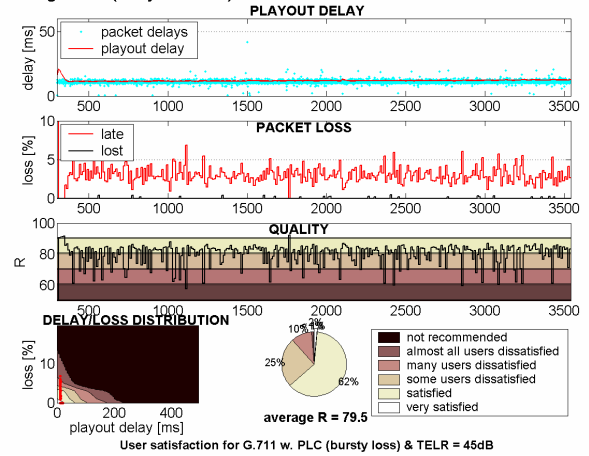 PLAYOUT DELAY
50
0
delay [ms]
packet delays
playout delay
500 1000 1500 2000 2500 3000 3500
PACKET LOSS
10
5
0
loss [%]
late
lost
500 1000 1500 2000 2500 3000 3500
QUALITY
100
80
60
R
500 1000 1500 2000 2500 3000 3500
DELAY/LOSS DISTRIBUTION
10
0
loss [%]
0 200 400
playout delay [ms]
2%
10%
25%
62%
average R = 79.5
not recommended
almost all users dissatisfied
many users dissatisfied
some users dissatisfied
satisfied
very satisfied
User satisfaction for G.711 w. PLC (bursty loss) & TELR = 45dB